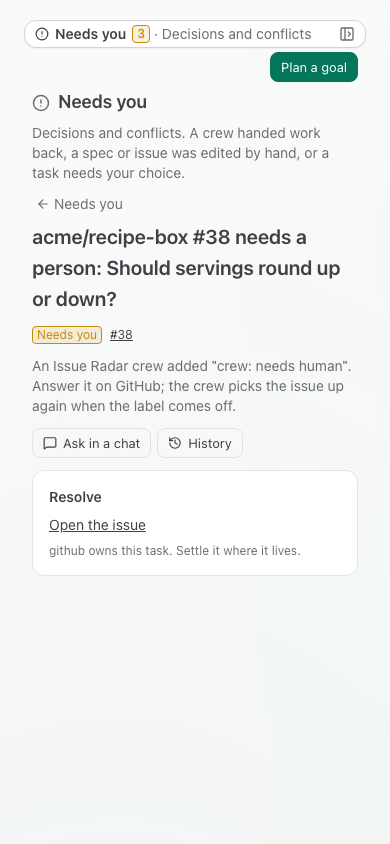 Needs you 3 · Decisions and conflicts
Plan a goal
Needs you
Decisions and conflicts. A crew handed work
back, a spec or issue was edited by hand, or a
task needs your choice.
← Needs you
acme/recipe-box #38 needs a
person: Should servings round up
or down?
Needs you #38
An Issue Radar crew added "crew: needs human".
Answer it on GitHub; the crew picks the issue up
again when the label comes off.
Ask in a chat History
Resolve
Open the issue
github owns this task. Settle it where it lives.